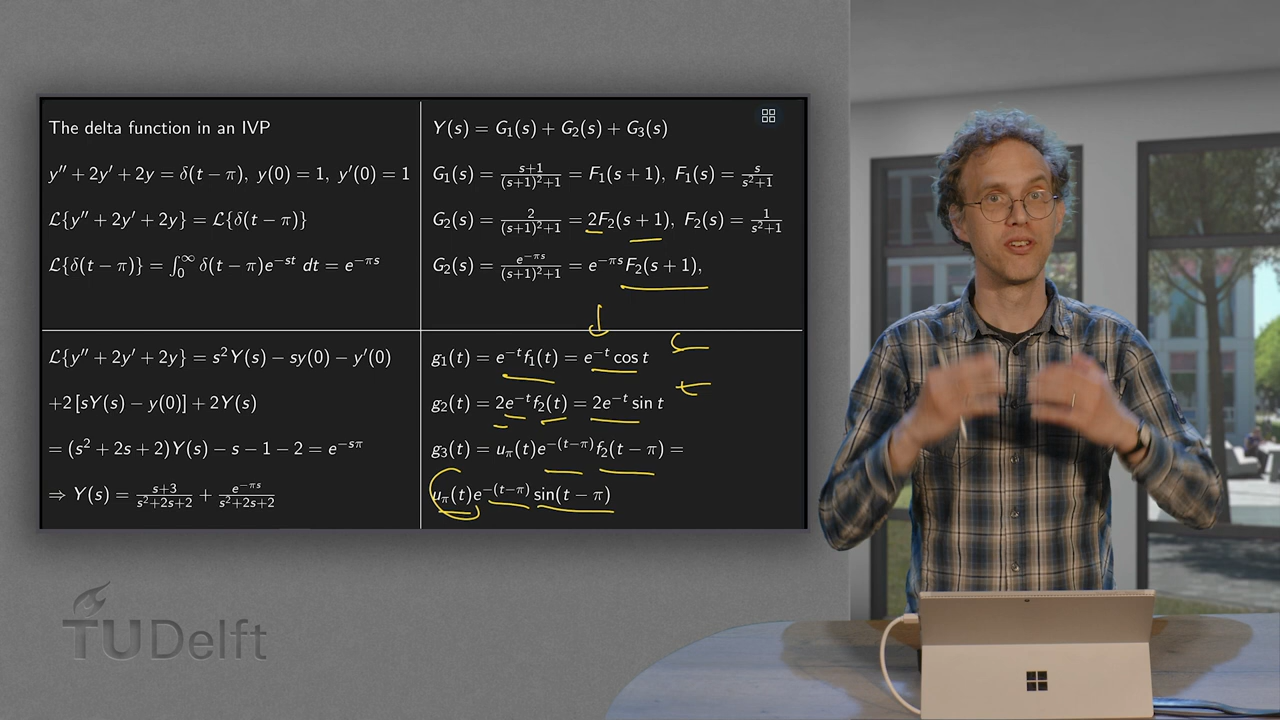 The delta function in an IVP
y″ + 2y′ + 2y = δ(t − π), y(0) = 1, y′(0) = 1
ℒ{y″ + 2y′ + 2y} = ℒ{δ(t − π)}
ℒ{δ(t − π)} = ∫₀^∞ δ(t − π)e^{−st} dt = e^{−πs}
Y(s) = G₁(s) + G₂(s) + G₃(s)
G₁(s) = (s+1)/((s+1)²+1) = F₁(s + 1), F₁(s) = s/(s²+1)
G₂(s) = 2/((s+1)²+1) = 2F₂(s + 1), F₂(s) = 1/(s²+1)
G₂(s) = e^{−πs}/((s+1)²+1) = e^{−πs}F₂(s + 1),
ℒ{y″ + 2y′ + 2y} = s²Y(s) − sy(0) − y′(0)
+2[sY(s) − y(0)] + 2Y(s)
= (s² + 2s + 2)Y(s) − s − 1 − 2 = e^{−sπ}
⇒ Y(s) = (s+3)/(s²+2s+2) + e^{−πs}/(s²+2s+2)
g₁(t) = e^{−t}f₁(t) = e^{−t} cos t
g₂(t) = 2e^{−t}f₂(t) = 2e^{−t} sin t
g₃(t) = u_π(t)e^{−(t−π)}f₂(t − π) =
u_π(t)e^{−(t−π)} sin(t − π)
TUDelft